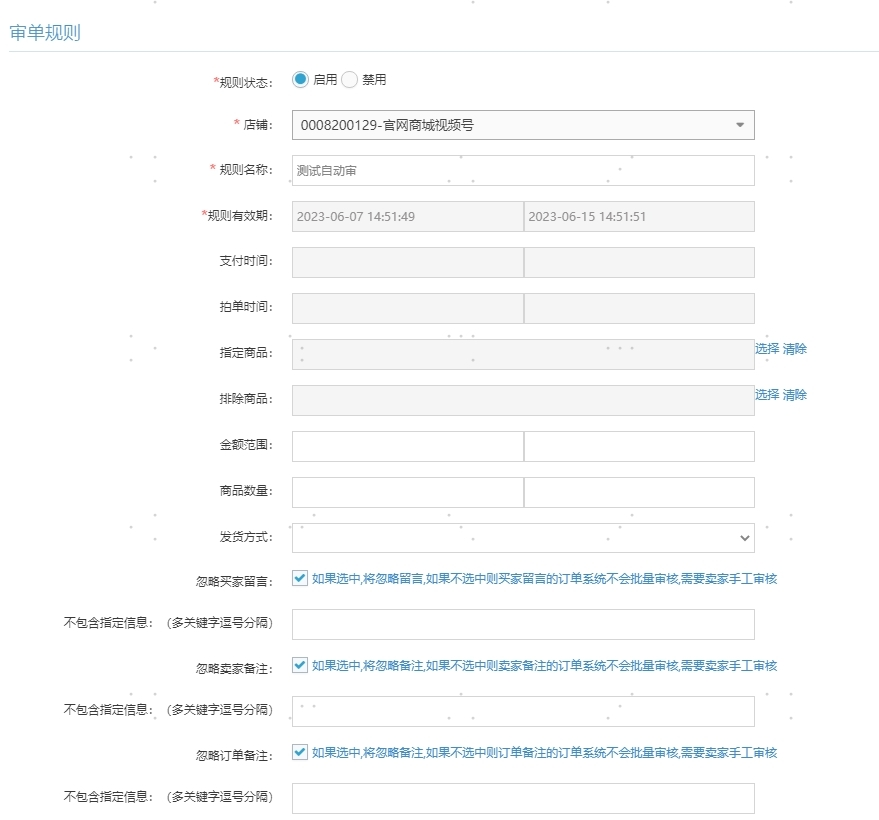 审单规则
*规则状态: 启用 禁用
* 店铺: 0008200129-官网商城视频号
* 规则名称: 测试自动审
*规则有效期: 2023-06-07 14:51:49 2023-06-15 14:51:51
支付时间:
拍单时间:
指定商品: 选择 清除
排除商品: 选择 清除
金额范围:
商品数量:
发货方式:
忽略买家留言: 如果选中,将忽略留言,如果不选中则买家留言的订单系统不会批量审核,需要卖家手工审核
不包含指定信息: (多关键字逗号分隔)
忽略卖家备注: 如果选中,将忽略备注,如果不选中则卖家备注的订单系统不会批量审核,需要卖家手工审核
不包含指定信息: (多关键字逗号分隔)
忽略订单备注: 如果选中,将忽略备注,如果不选中则订单备注的订单系统不会批量审核,需要卖家手工审核
不包含指定信息: (多关键字逗号分隔)